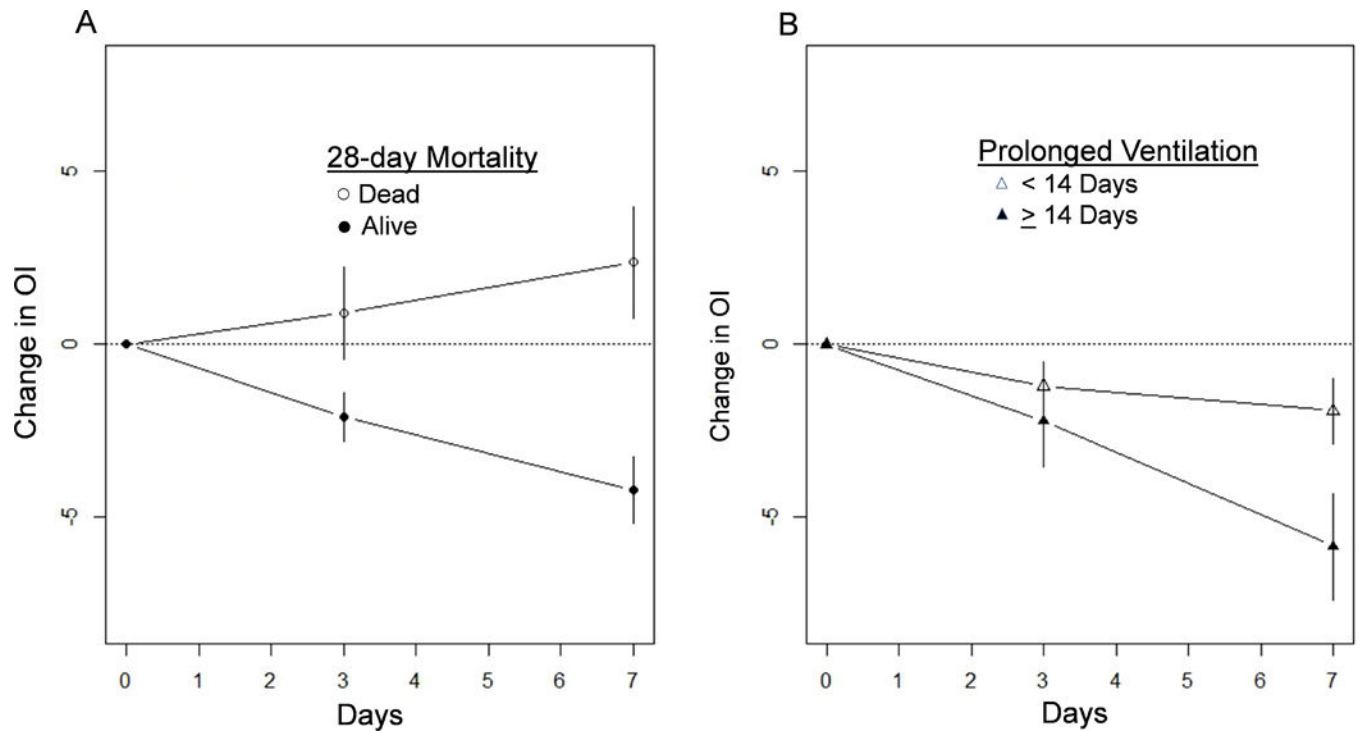 A
28-day Mortality
Dead
Alive
Change in OI
5
0
-5
0 1 2 3 4 5 6 7
Days
B
Prolonged Ventilation
< 14 Days
≥ 14 Days
Change in OI
5
0
-5
0 1 2 3 4 5 6 7
Days